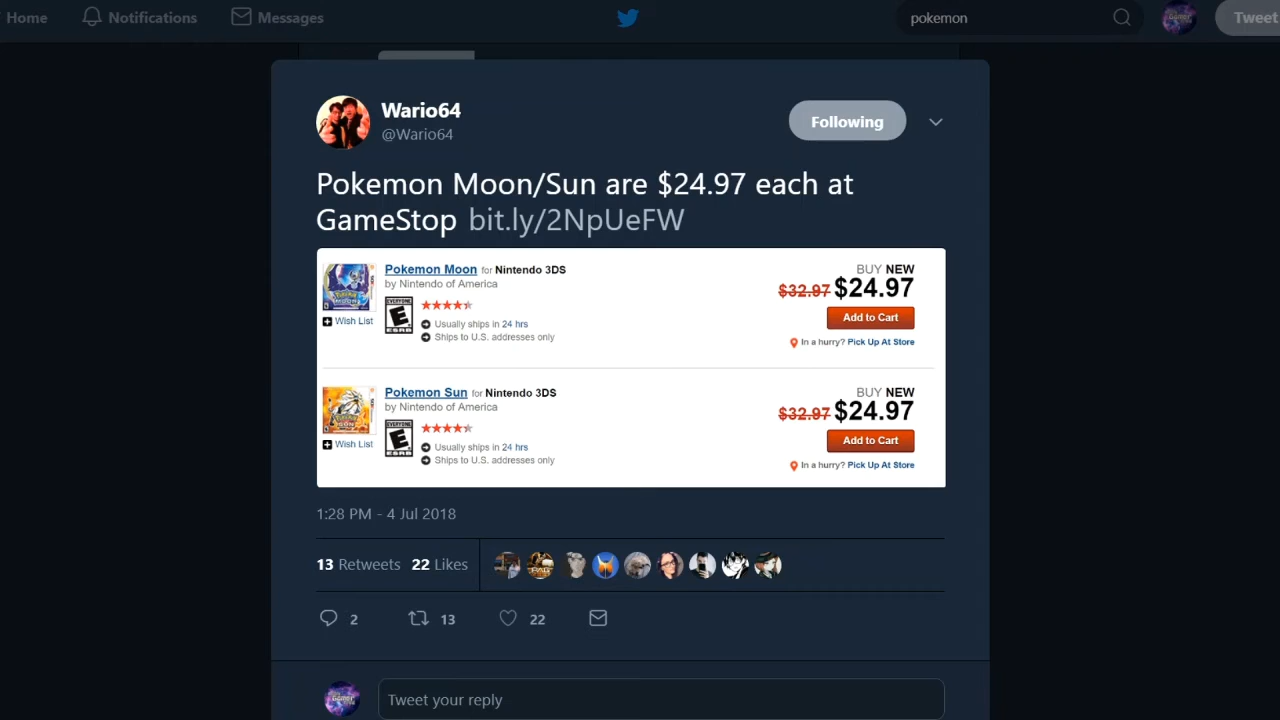 Home Notifications Messages pokemon Tweet
Wario64
@Wario64
Following
Pokemon Moon/Sun are $24.97 each at
GameStop bit.ly/2NpUeFW
Pokemon Moon for Nintendo 3DS
by Nintendo of America
EVERYONE
E
ESRB
Usually ships in 24 hrs
Ships to U.S. addresses only
Wish List
BUY NEW
$32.97 $24.97
Add to Cart
In a hurry? Pick Up At Store
Pokemon Sun for Nintendo 3DS
by Nintendo of America
EVERYONE
E
ESRB
Usually ships in 24 hrs
Ships to U.S. addresses only
Wish List
BUY NEW
$32.97 $24.97
Add to Cart
In a hurry? Pick Up At Store
1:28 PM - 4 Jul 2018
13 Retweets 22 Likes
2 13 22
Tweet your reply